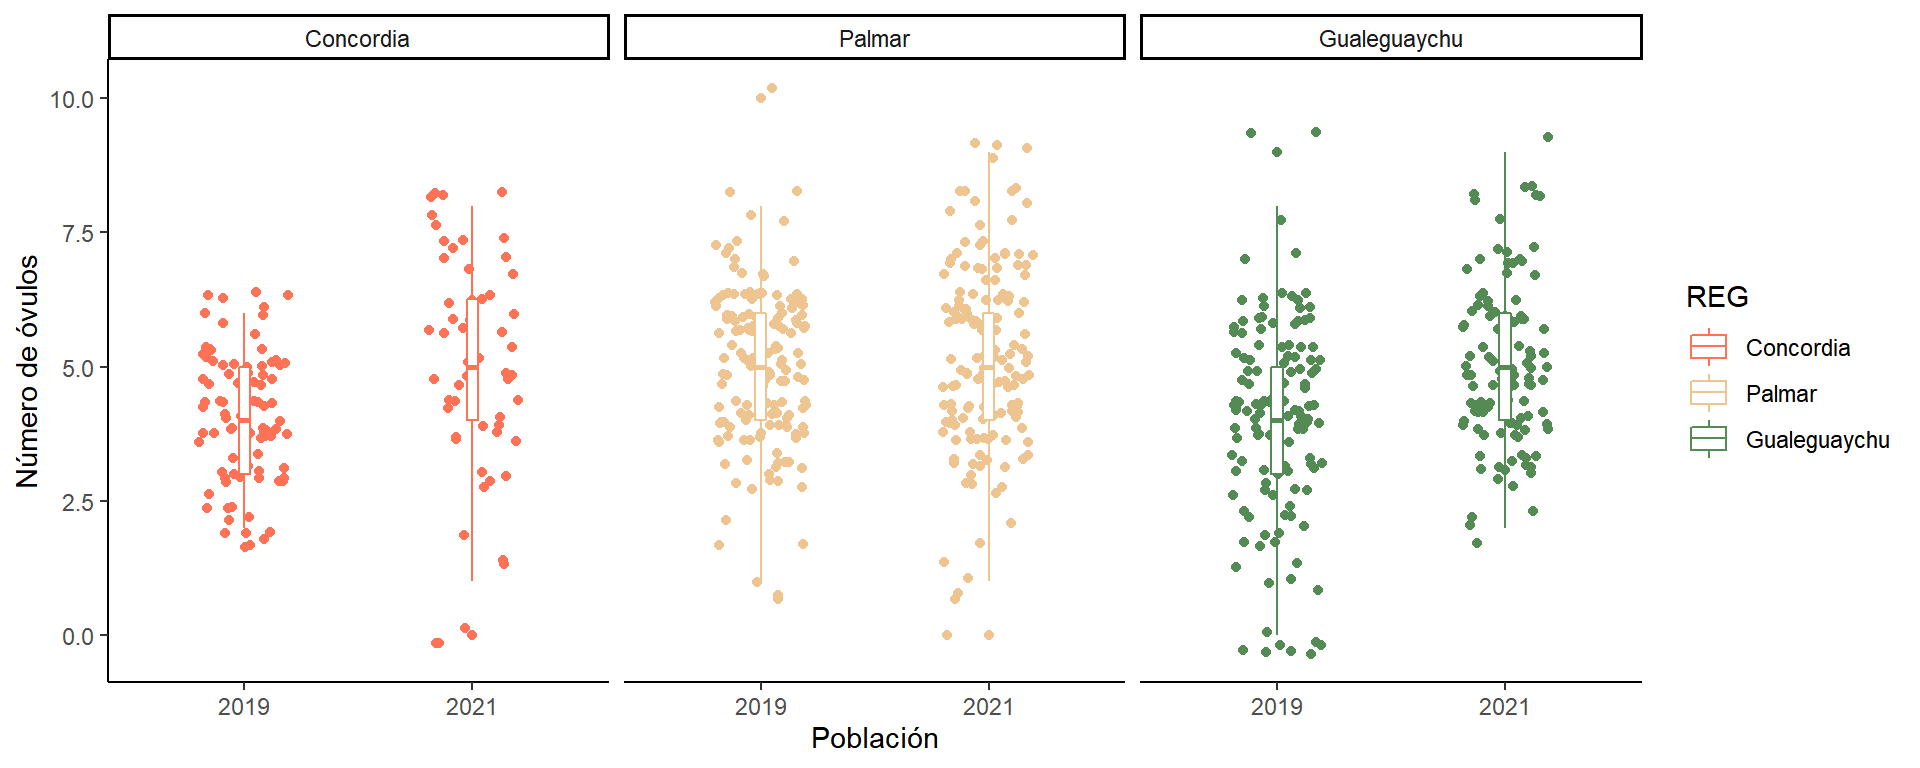 Concordia
Palmar
Gualeguaychu
10.0
7.5
5.0
2.5
0.0
Número de óvulos
2019
2021
2019
2021
2019
2021
Población
REG
Concordia
Palmar
Gualeguaychu